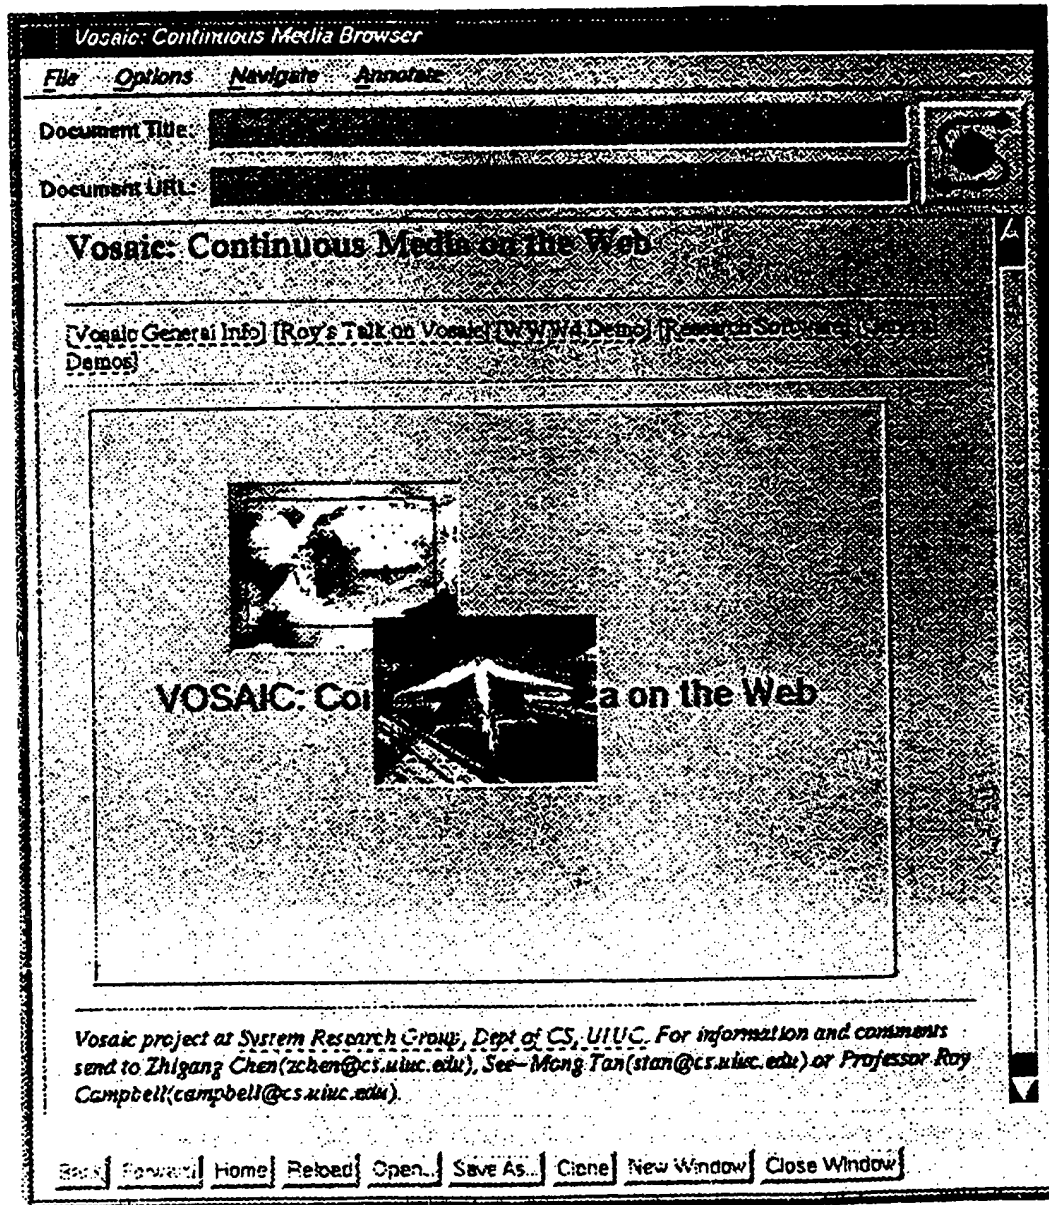 Vosaic: Continuous Media Browser
File Options Navigate Annotate
Document Title:
Document URL:
Vosaic: Continuous Media on the Web
[Vosaic General Info] [Roy's Talk on Vosaic] [WWW4 Demo] [Research Software] [General
Demos]
VOSAIC: Con a on the Web
Vosaic project at System Research Group, Dept of CS, UIUC. For information and comments
send to Zhigang Chen(zchen@cs.uiuc.edu), See-Mong Tan(stan@cs.uiuc.edu) or Professor Roy
Campbell(campbell@cs.uiuc.edu).
Back Forward Home Reload Open... Save As... Clone New Window Close Window